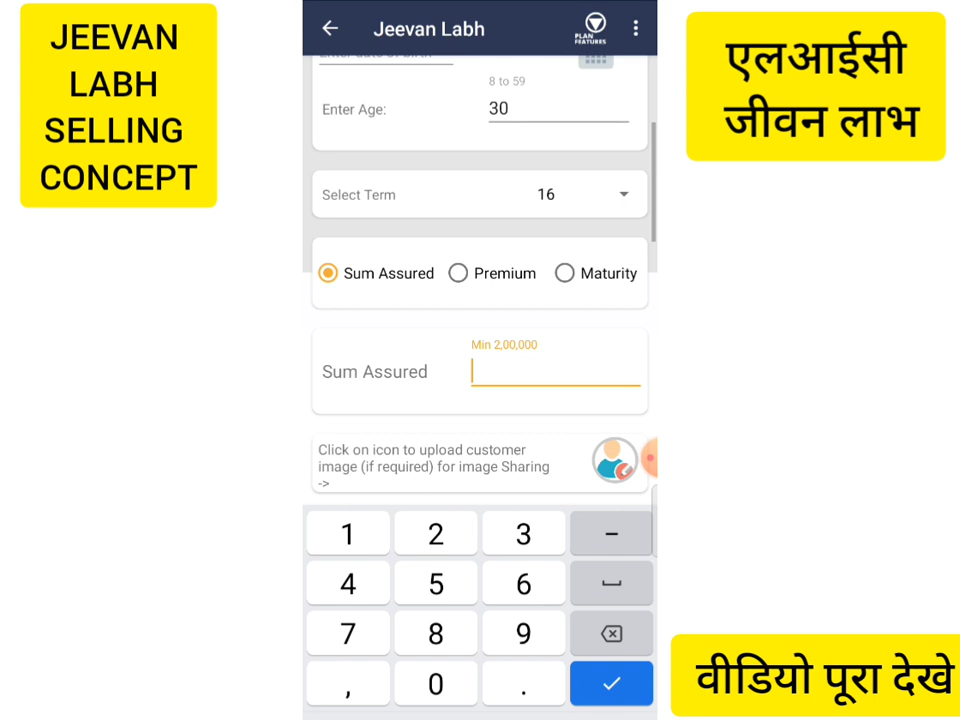 JEEVAN
LABH
SELLING
CONCEPT
Jeevan Labh
PLAN
FEATURES
8 to 59
Enter Age:
30
Select Term
16
Sum Assured
Premium
Maturity
Min 2,00,000
Sum Assured
Click on icon to upload customer
image (if required) for image Sharing
->
1 2 3 –
4 5 6
7 8 9
, 0 .
एलआईसी
जीवन लाभ
वीडियो पूरा देखे